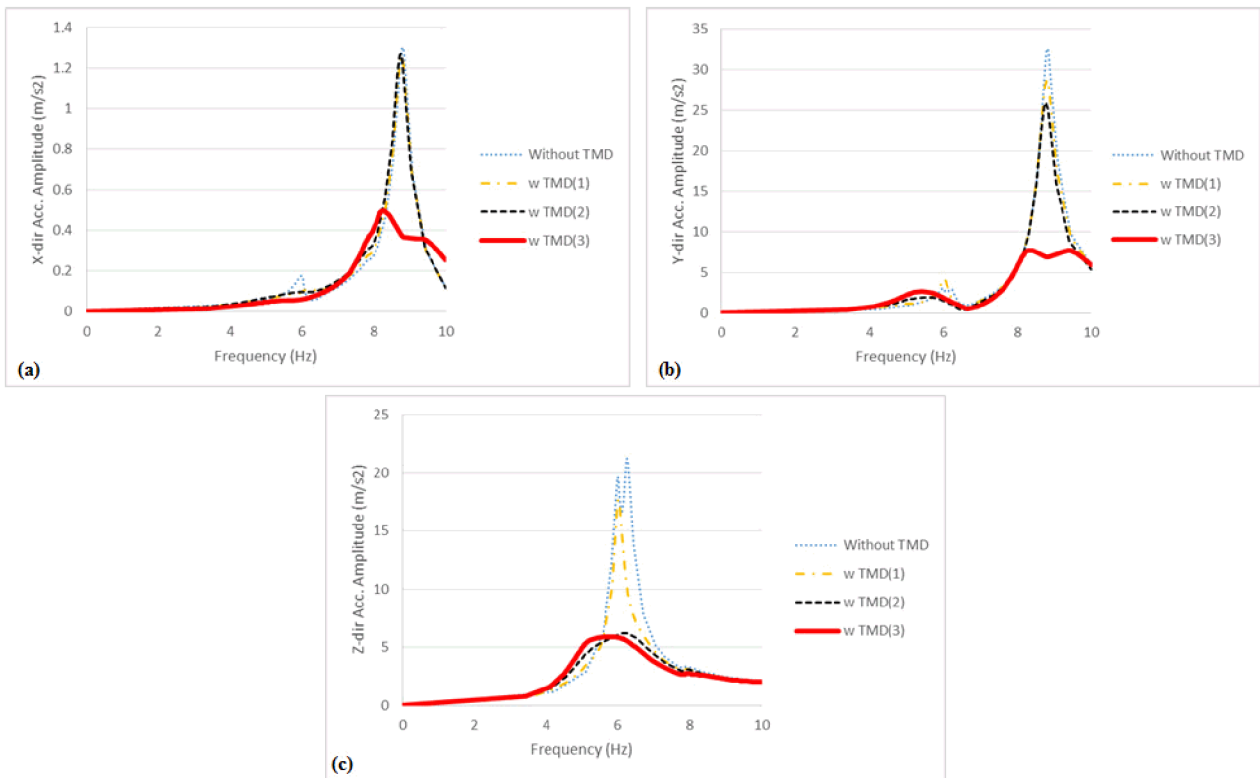 1.4
1.2
1
0.8
0.6
0.4
0.2
0
0 2 4 6 8 10
X-dir Acc. Amplitude (m/s2)
Frequency (Hz)
Without TMD
w TMD(1)
w TMD(2)
w TMD(3)
(a)
35
30
25
20
15
10
5
0
0 2 4 6 8 10
Y-dir Acc. Amplitude (m/s2)
Frequency (Hz)
Without TMD
w TMD(1)
w TMD(2)
w TMD(3)
(b)
25
20
15
10
5
0
0 2 4 6 8 10
Z-dir Acc. Amplitude (m/s2)
Frequency (Hz)
Without TMD
w TMD(1)
w TMD(2)
w TMD(3)
(c)